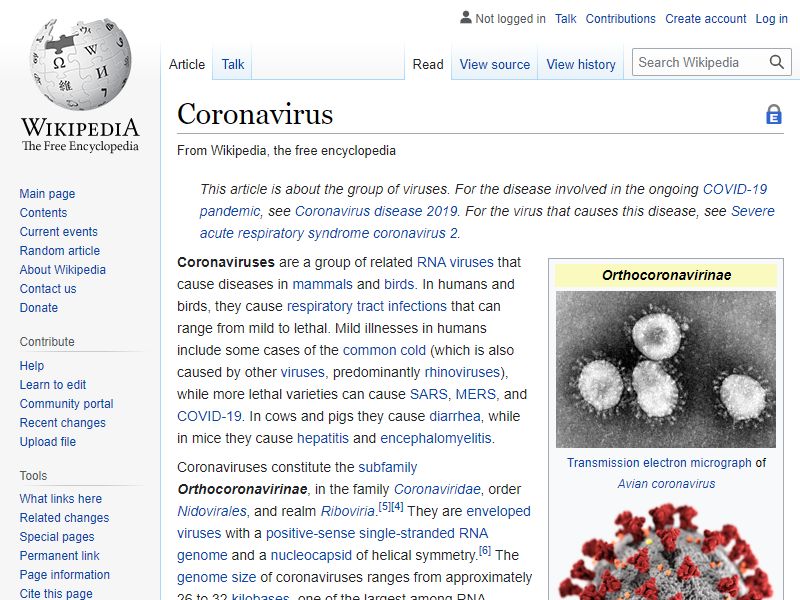 Not logged in Talk Contributions Create account Log in
Article Talk Read View source View history Search Wikipedia
Ω W И 維
WIKIPEDIA
The Free Encyclopedia
Main page
Contents
Current events
Random article
About Wikipedia
Contact us
Donate
Contribute
Help
Learn to edit
Community portal
Recent changes
Upload file
Tools
What links here
Related changes
Special pages
Permanent link
Page information
Cite this page
Coronavirus
E
From Wikipedia, the free encyclopedia
This article is about the group of viruses. For the disease involved in the ongoing COVID-19
pandemic, see Coronavirus disease 2019. For the virus that causes this disease, see Severe
acute respiratory syndrome coronavirus 2.
Coronaviruses are a group of related RNA viruses that
cause diseases in mammals and birds. In humans and
birds, they cause respiratory tract infections that can
range from mild to lethal. Mild illnesses in humans
include some cases of the common cold (which is also
caused by other viruses, predominantly rhinoviruses),
while more lethal varieties can cause SARS, MERS, and
COVID-19. In cows and pigs they cause diarrhea, while
in mice they cause hepatitis and encephalomyelitis.
Coronaviruses constitute the subfamily
Orthocoronavirinae, in the family Coronaviridae, order
Nidovirales, and realm Riboviria.[5][4] They are enveloped
viruses with a positive-sense single-stranded RNA
genome and a nucleocapsid of helical symmetry.[6] The
genome size of coronaviruses ranges from approximately
26 to 32 kilobases, one of the largest among RNA
Orthocoronavirinae
Transmission electron micrograph of
Avian coronavirus